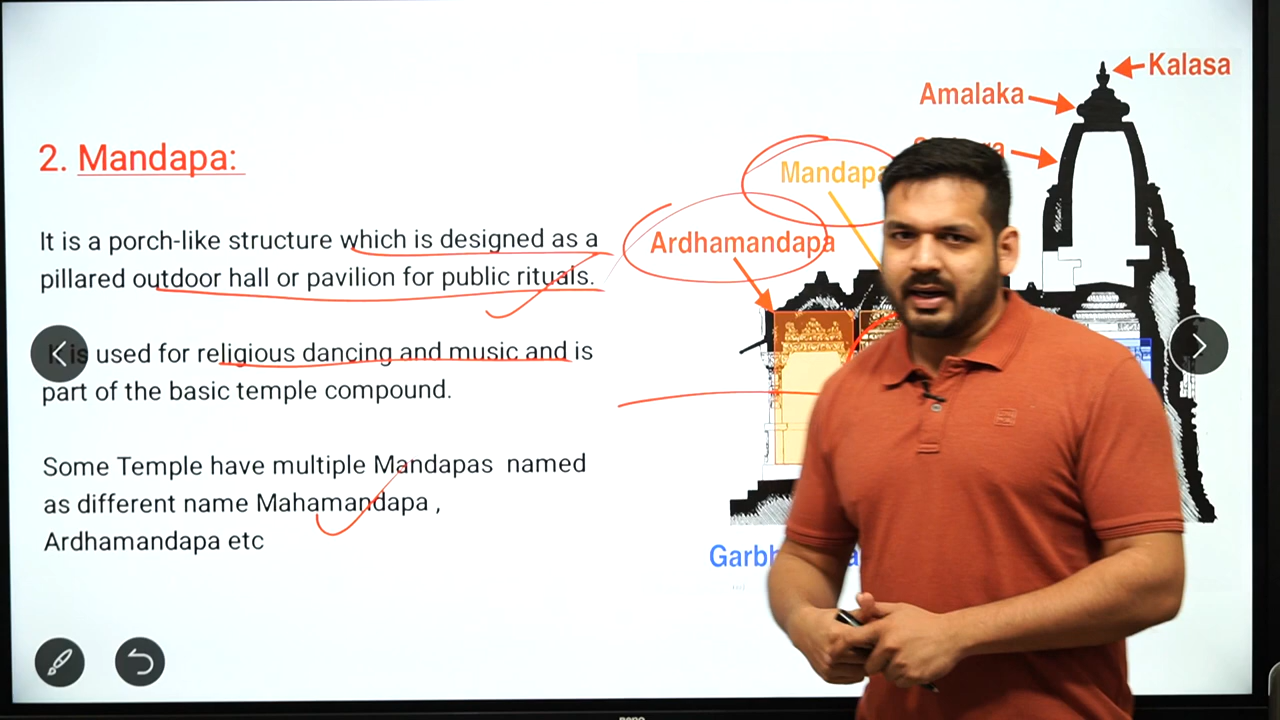 2. Mandapa:
It is a porch-like structure which is designed as a
pillared outdoor hall or pavilion for public rituals.
is used for religious dancing and music and is
part of the basic temple compound.
Some Temple have multiple Mandapas named
as different name Mahamandapa ,
Ardhamandapa etc
Kalasa
Amalaka
Mandapa
Ardhamandapa